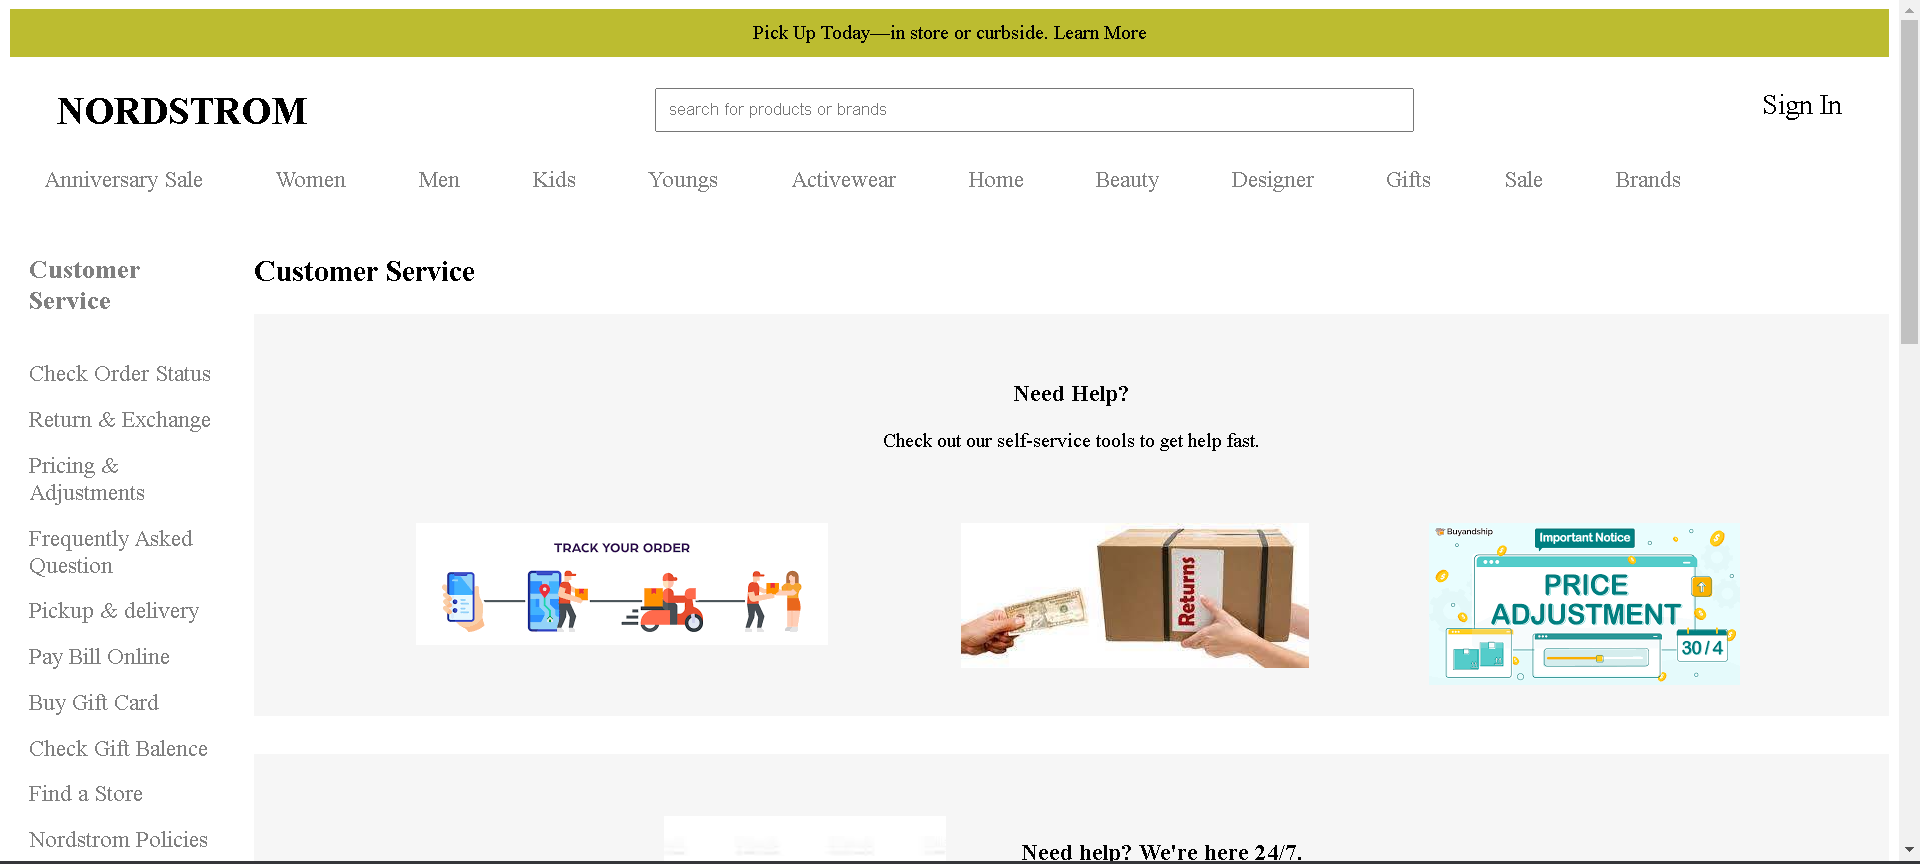 Pick Up Today—in store or curbside. Learn More
NORDSTROM
search for products or brands
Sign In
Anniversary Sale
Women
Men
Kids
Youngs
Activewear
Home
Beauty
Designer
Gifts
Sale
Brands
Customer
Service
Check Order Status
Return & Exchange
Pricing &
Adjustments
Frequently Asked
Question
Pickup & delivery
Pay Bill Online
Buy Gift Card
Check Gift Balence
Find a Store
Nordstrom Policies
Customer Service
Need Help?
Check out our self-service tools to get help fast.
TRACK YOUR ORDER
Returns
Buyandship
Important Notice
PRICE
ADJUSTMENT
30/4
Need help? We're here 24/7.